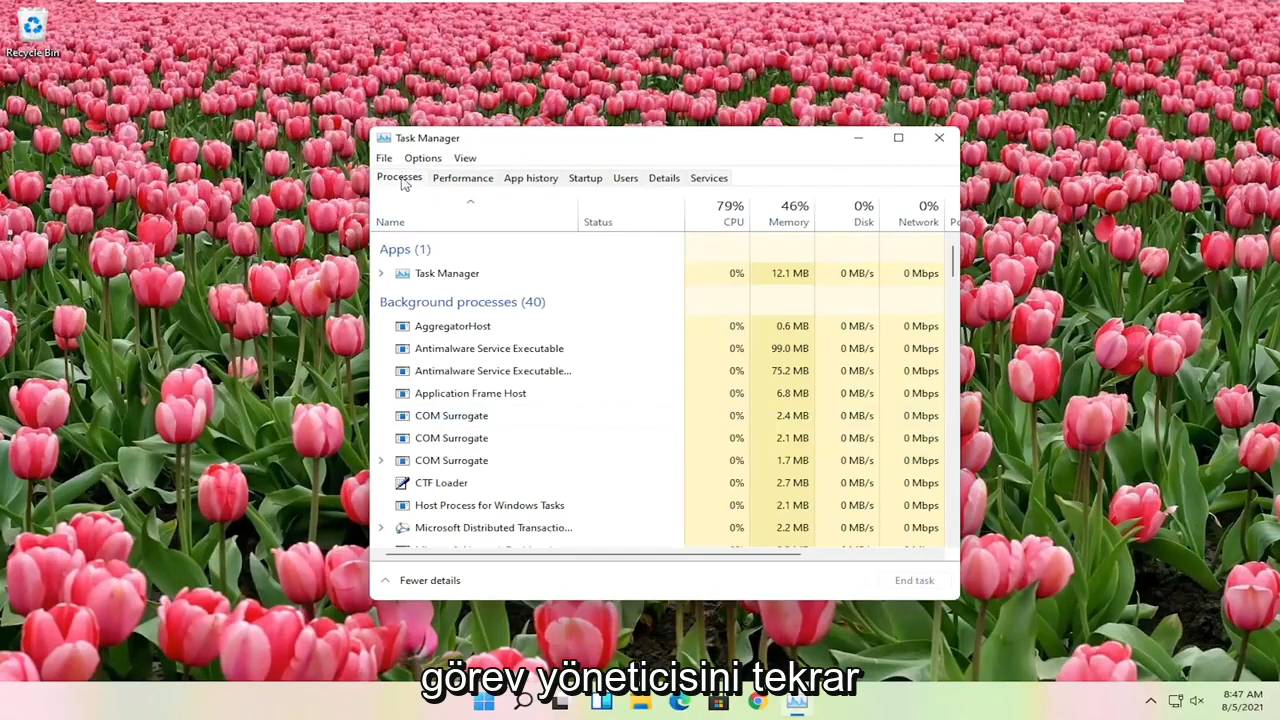 Recycle Bin
Task Manager
File Options View
Processes Performance App history Startup Users Details Services
79% 46% 0% 0%
Name Status CPU Memory Disk Network
Apps (1)
Task Manager 0% 12.1 MB 0 MB/s 0 Mbps
Background processes (40)
AggregatorHost 0% 0.6 MB 0 MB/s 0 Mbps
Antimalware Service Executable 0% 99.0 MB 0 MB/s 0 Mbps
Antimalware Service Executable... 0% 75.2 MB 0 MB/s 0 Mbps
Application Frame Host 0% 6.8 MB 0 MB/s 0 Mbps
COM Surrogate 0% 2.4 MB 0 MB/s 0 Mbps
COM Surrogate 0% 2.1 MB 0 MB/s 0 Mbps
COM Surrogate 0% 1.7 MB 0 MB/s 0 Mbps
CTF Loader 0% 2.7 MB 0 MB/s 0 Mbps
Host Process for Windows Tasks 0% 2.1 MB 0 MB/s 0 Mbps
Microsoft Distributed Transactio... 0% 2.2 MB 0 MB/s 0 Mbps
Fewer details End task
görev yöneticisini tekrar
8:47 AM
8/5/2021